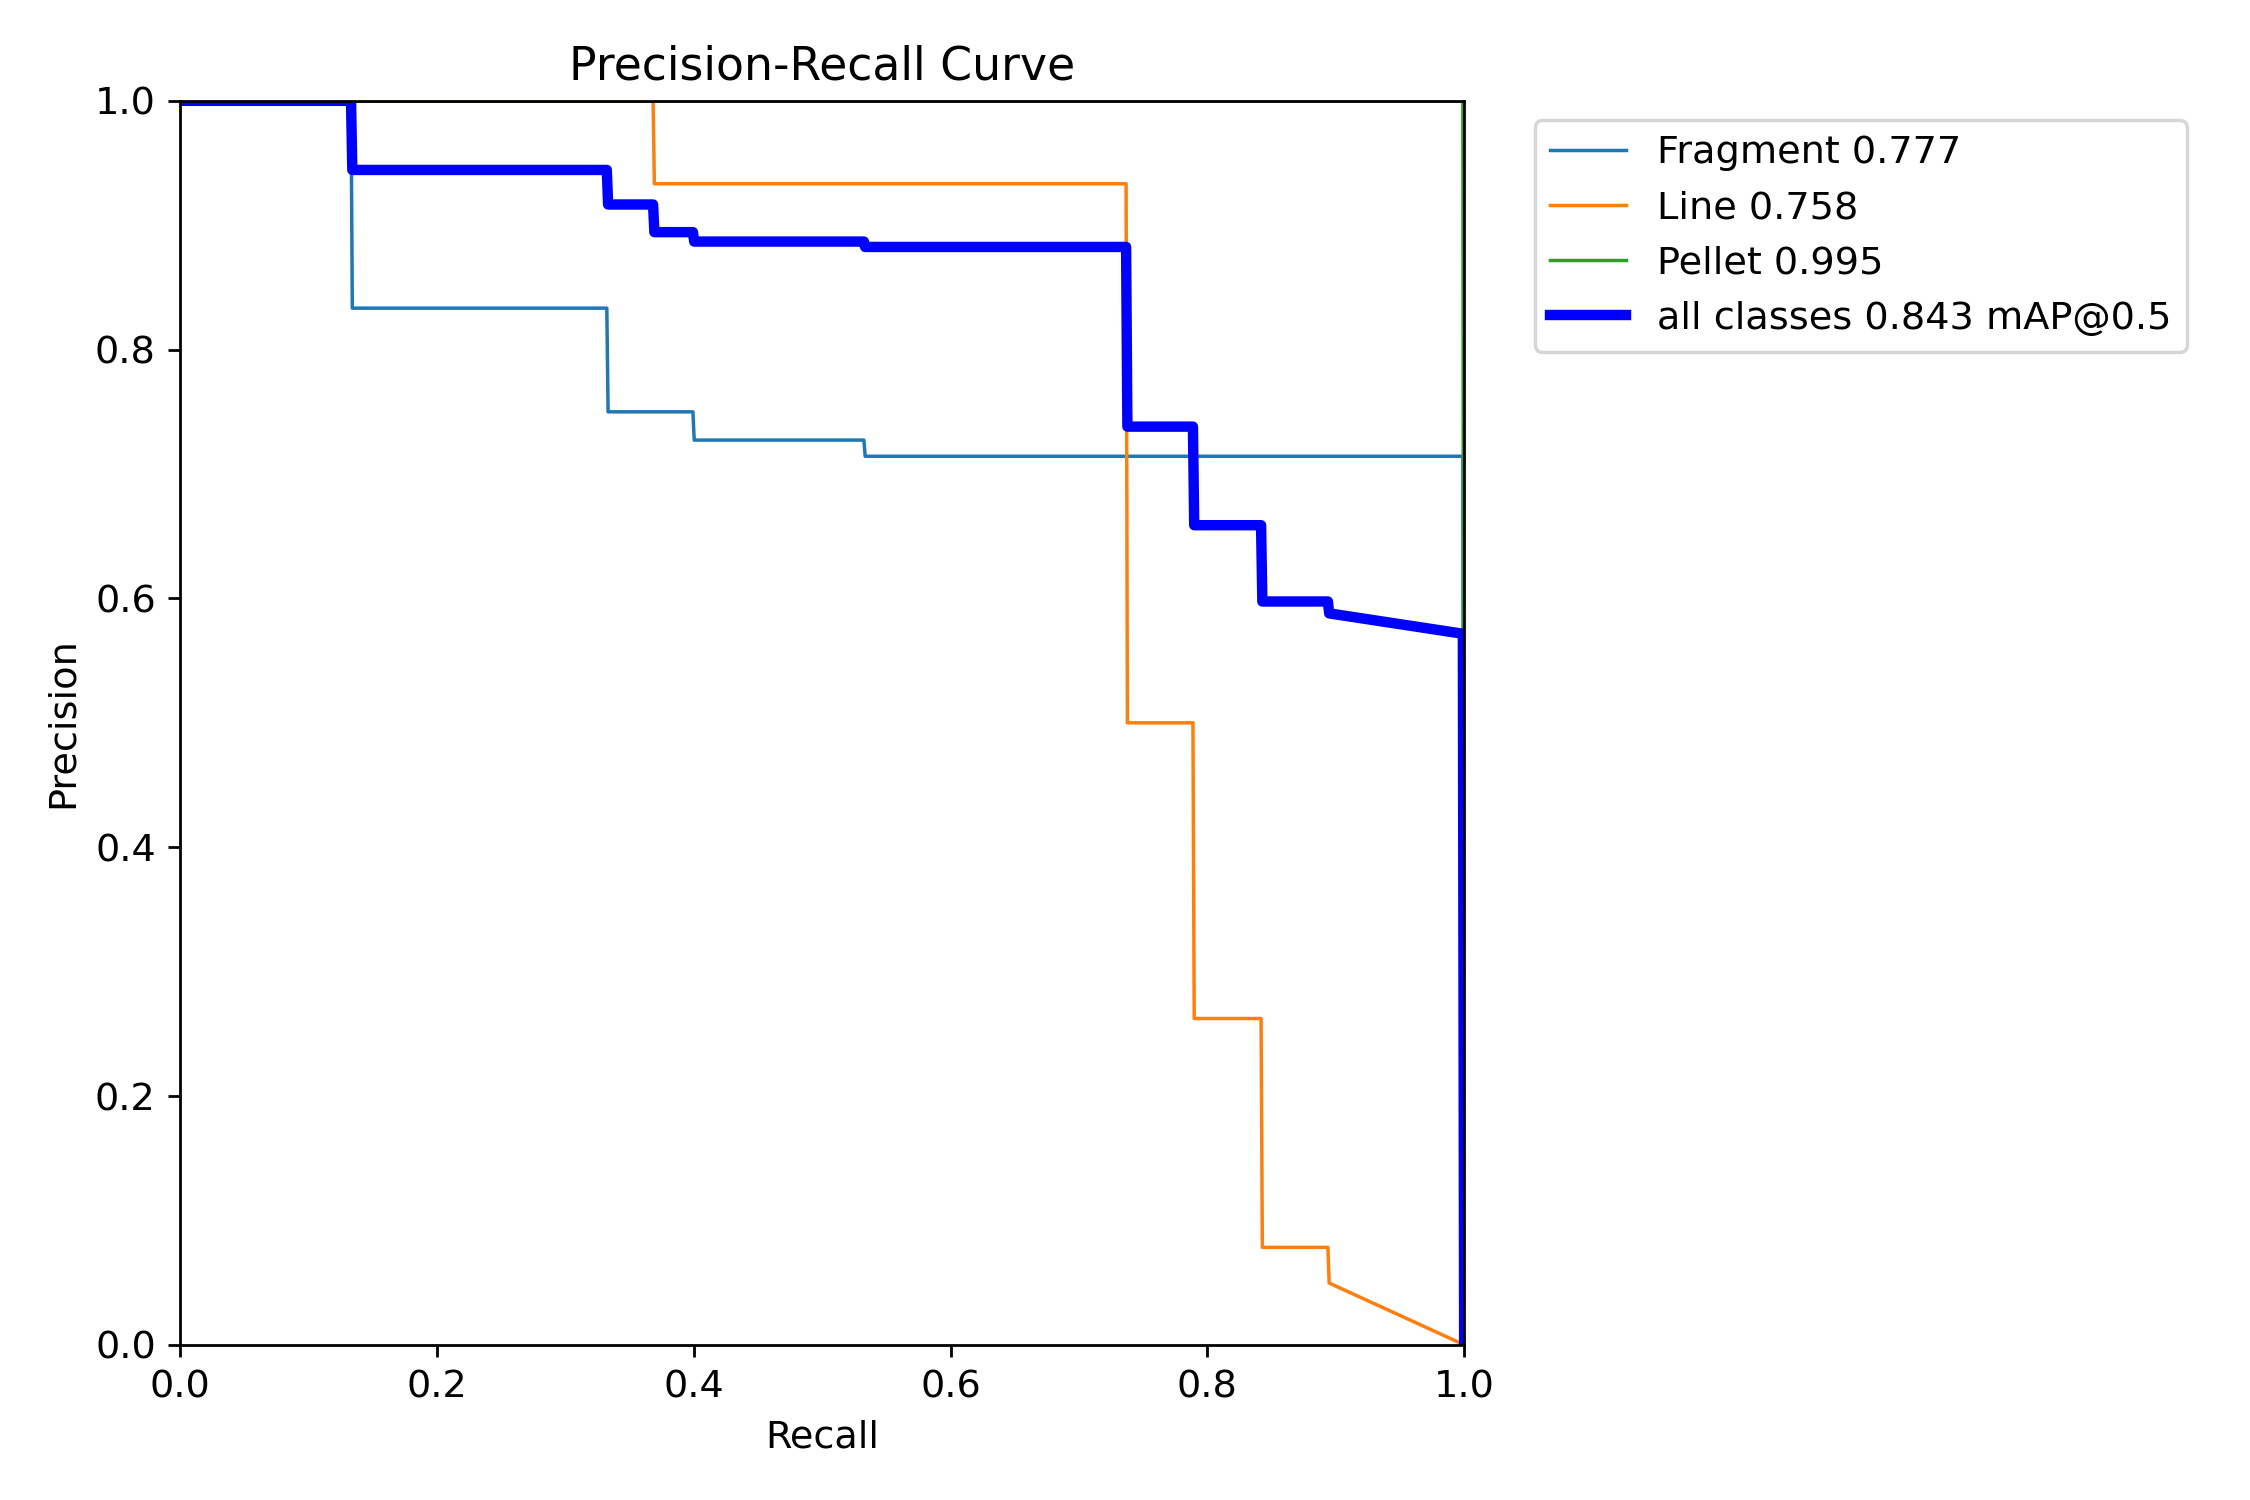 Precision-Recall Curve
1.0
0.8
0.6
0.4
0.2
0.0
Precision
0.0 0.2 0.4 0.6 0.8 1.0
Recall
Fragment 0.777
Line 0.758
Pellet 0.995
all classes 0.843 mAP@0.5